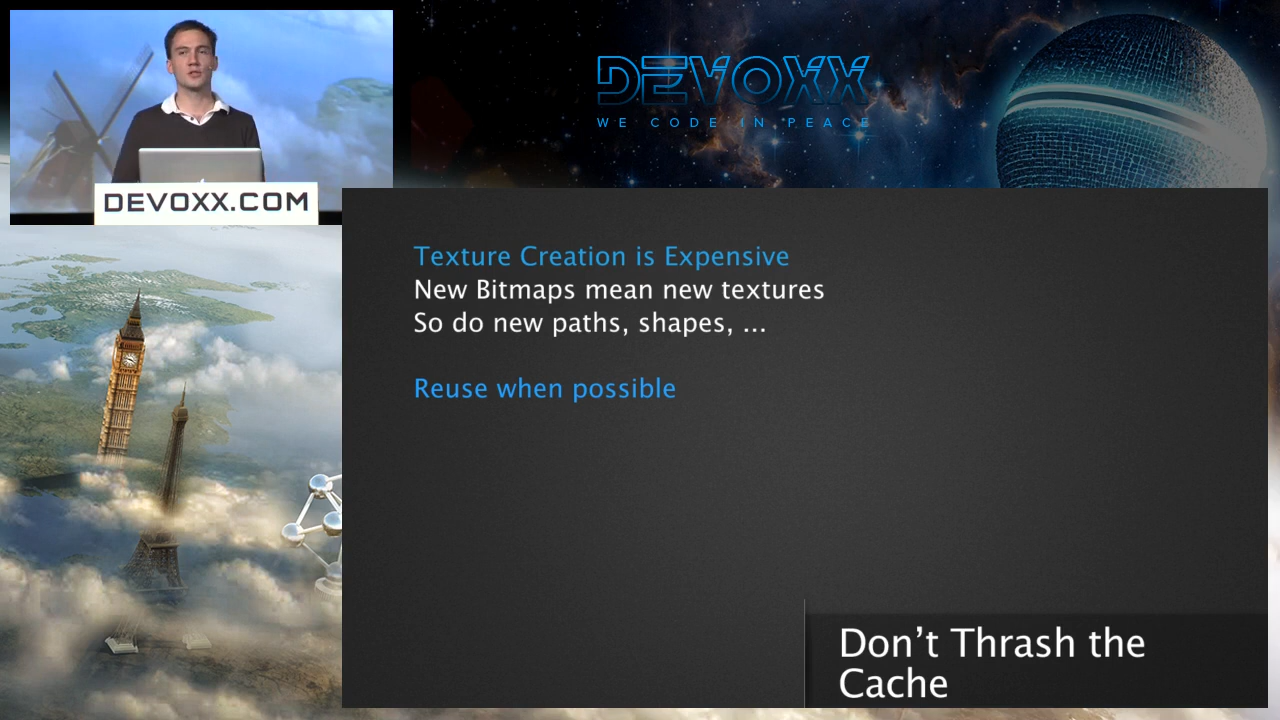 DEVOXX
WE CODE IN PEACE
DEVOXX.COM
Texture Creation is Expensive
New Bitmaps mean new textures
So do new paths, shapes, ...
Reuse when possible
Don’t Thrash the
Cache